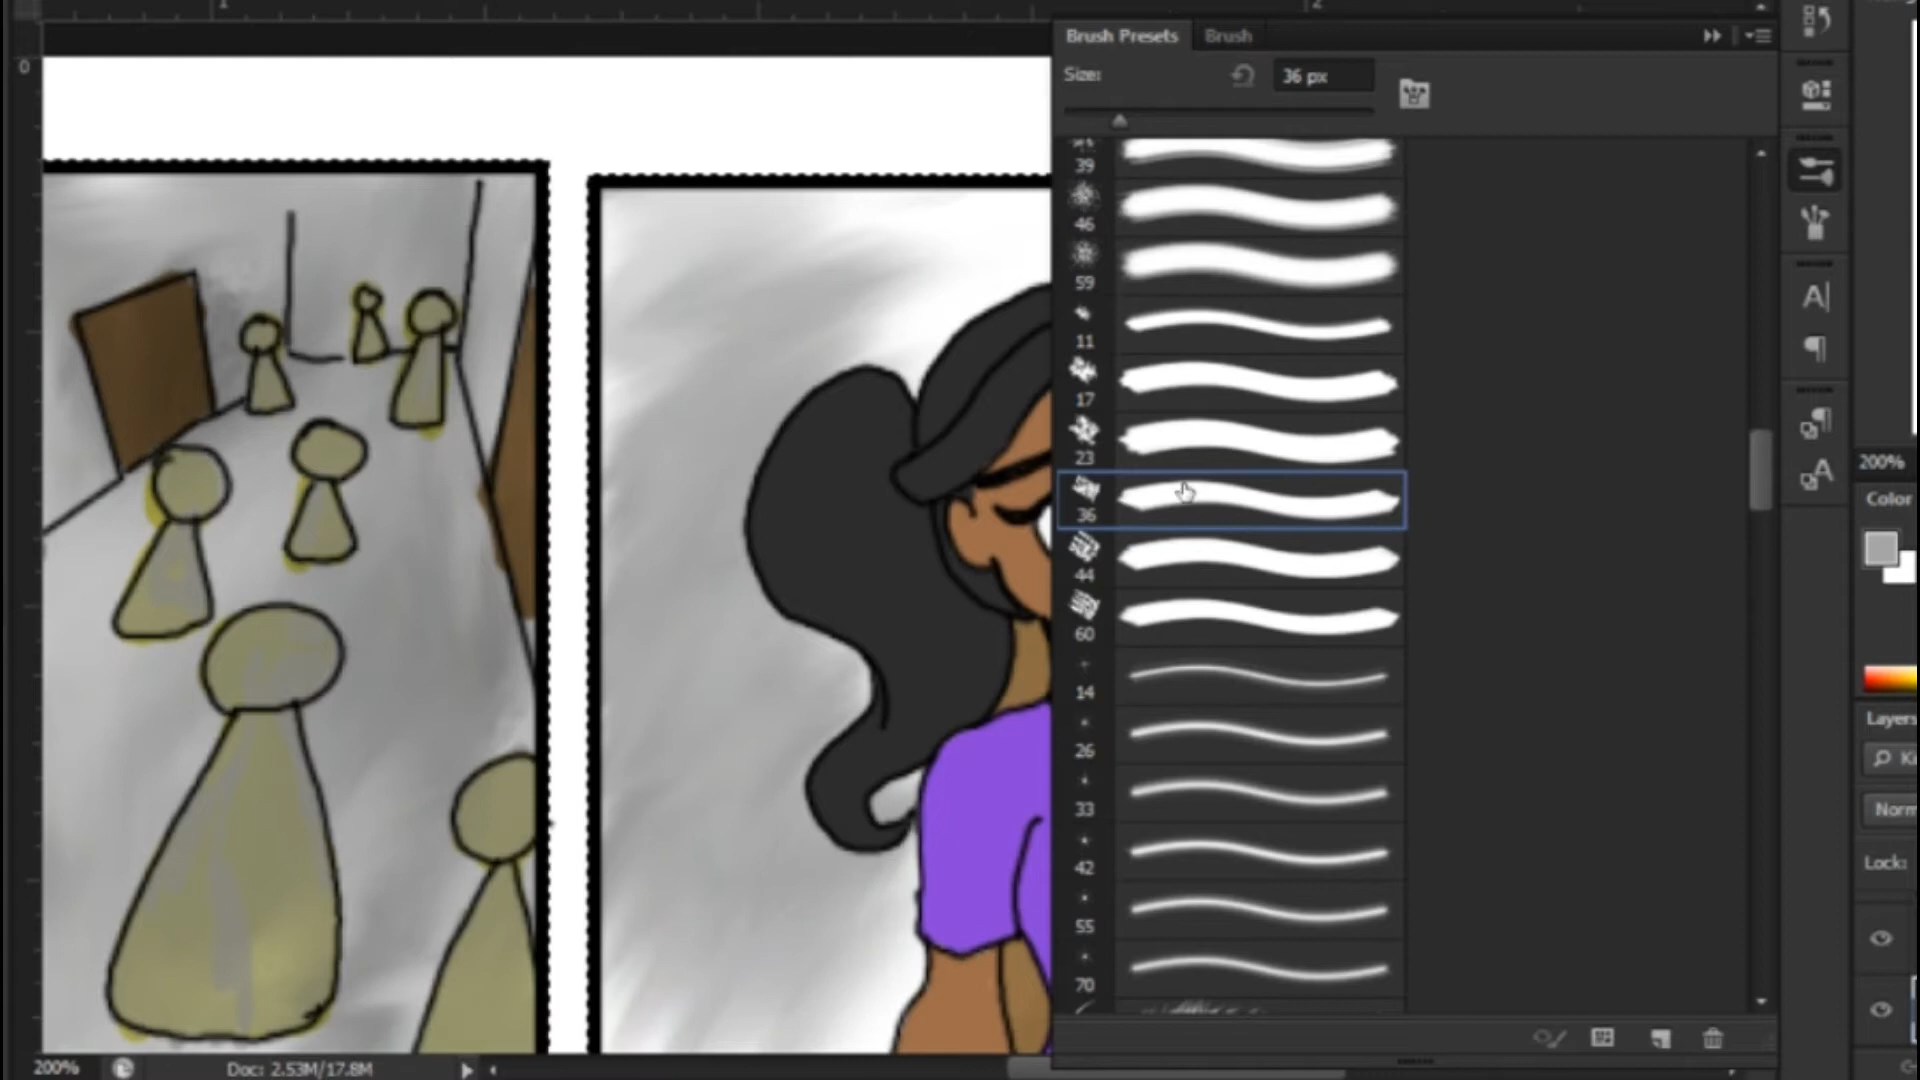 2
0
Brush Presets
Brush
Size:
36 px
39
46
59
11
17
23
36
44
60
14
26
33
42
55
70
200%
Color
Layers
Norm
Lock:
200%
Doc: 2.53M/17.8M